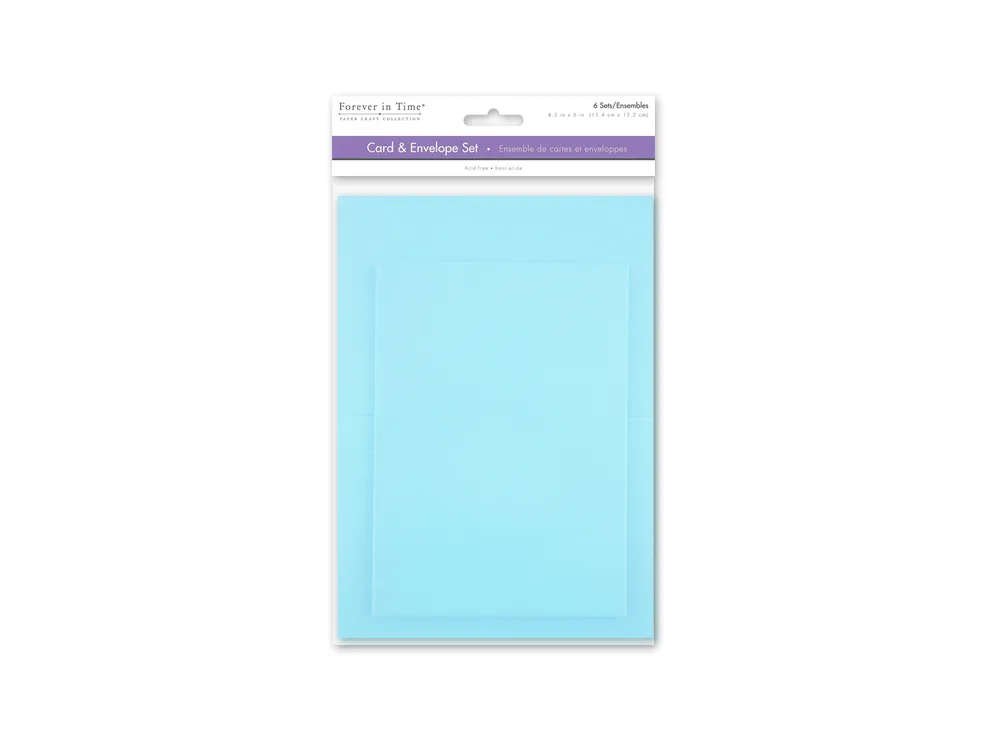 Forever in Time®
PAPER CRAFT COLLECTION
6 Sets/Ensembles
4.5 in x 6 in (11.4 cm x 15.2 cm)
Card & Envelope Set • Ensemble de cartes et enveloppes
Acid Free • Sans acide